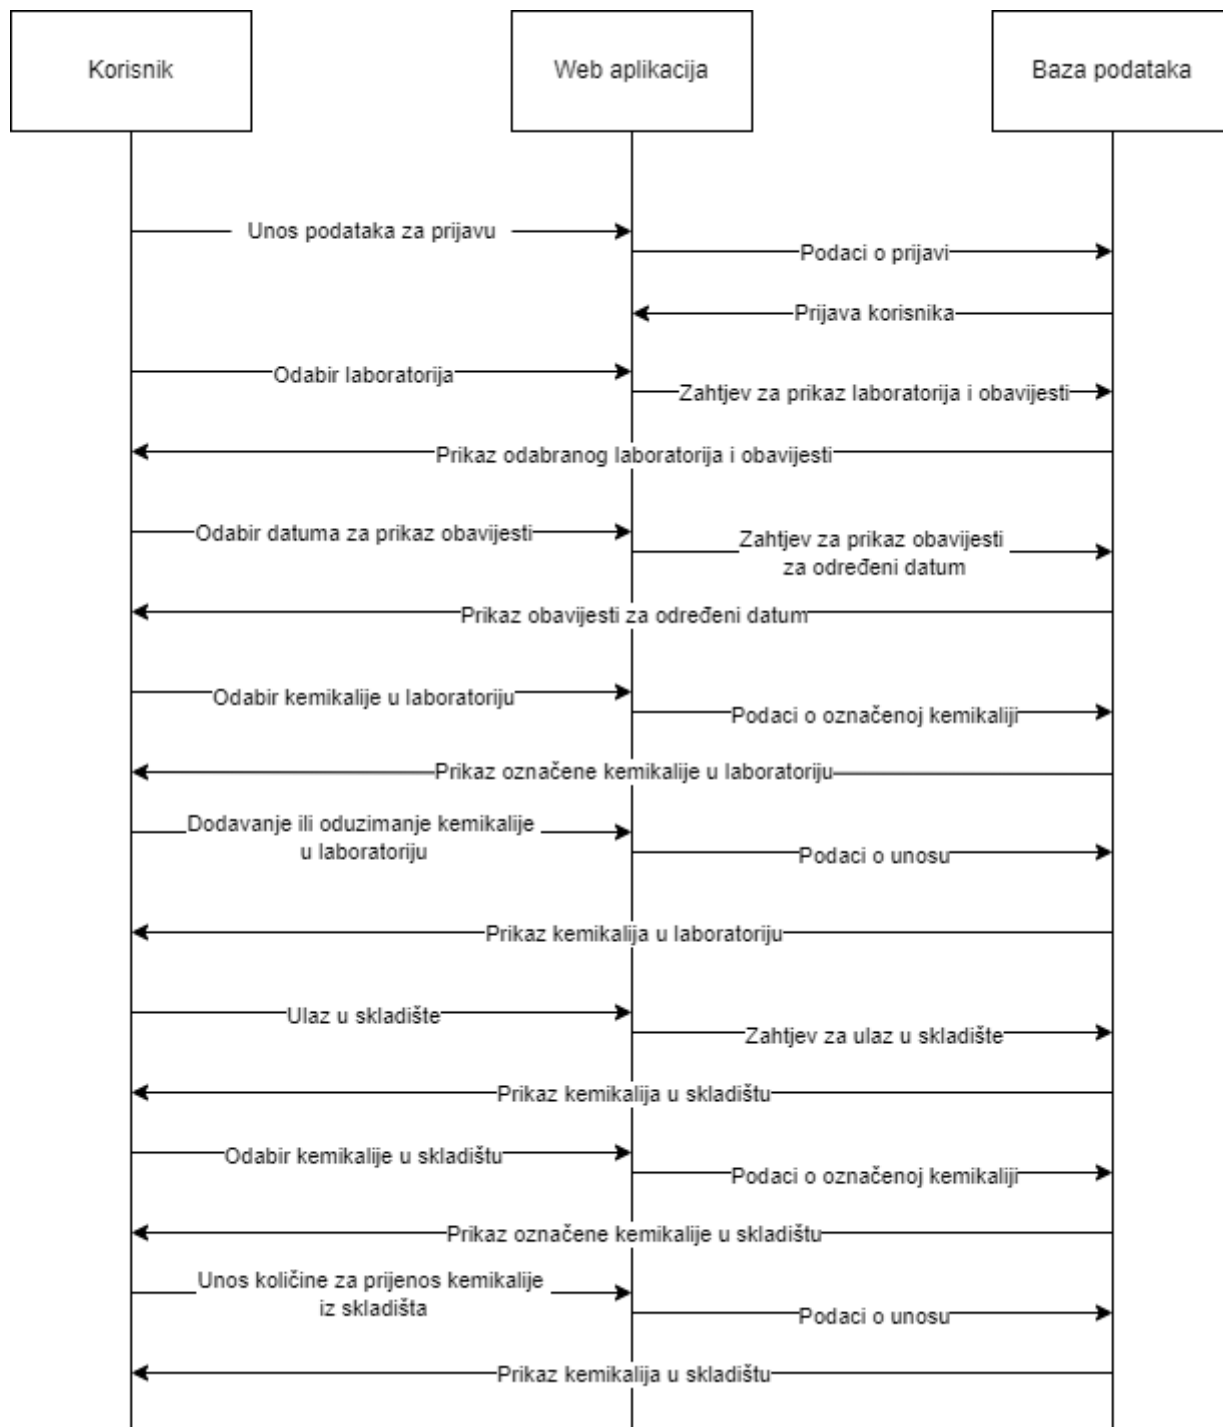 Korisnik
Web aplikacija
Baza podataka
Unos podataka za prijavu
Podaci o prijavi
Prijava korisnika
Odabir laboratorija
Zahtjev za prikaz laboratorija i obavijesti
Prikaz odabranog laboratorija i obavijesti
Odabir datuma za prikaz obavijesti
Zahtjev za prikaz obavijesti
za određeni datum
Prikaz obavijesti za određeni datum
Odabir kemikalije u laboratoriju
Podaci o označenoj kemikaliji
Prikaz označene kemikalije u laboratoriju
Dodavanje ili oduzimanje kemikalije
u laboratoriju
Podaci o unosu
Prikaz kemikalija u laboratoriju
Ulaz u skladište
Zahtjev za ulaz u skladište
Prikaz kemikalija u skladištu
Odabir kemikalije u skladištu
Podaci o označenoj kemikaliji
Prikaz označene kemikalije u skladištu
Unos količine za prijenos kemikalije
iz skladišta
Podaci o unosu
Prikaz kemikalija u skladištu